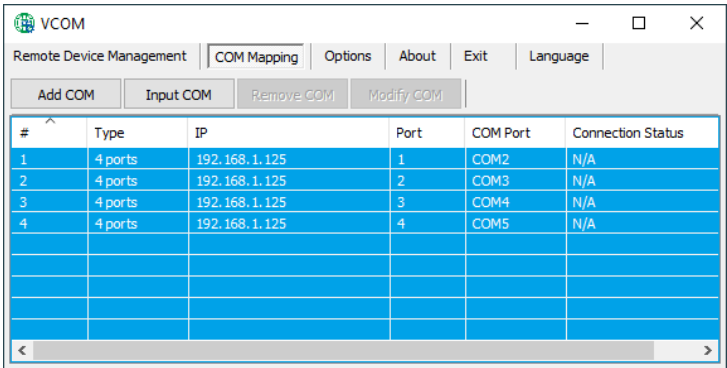 VCOM
Remote Device Management COM Mapping Options About Exit Language
Add COM Input COM Remove COM Modify COM
# Type IP Port COM Port Connection Status
1 4 ports 192.168.1.125 1 COM2 N/A
2 4 ports 192.168.1.125 2 COM3 N/A
3 4 ports 192.168.1.125 3 COM4 N/A
4 4 ports 192.168.1.125 4 COM5 N/A